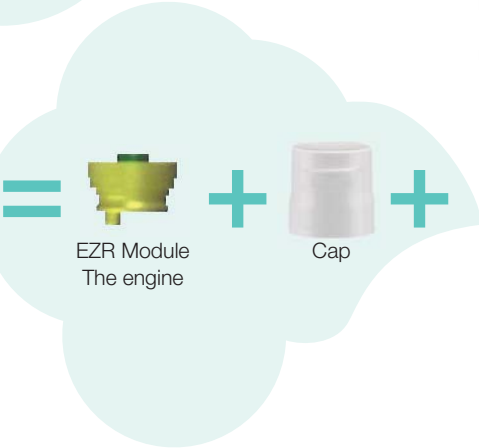 =
+
+
EZR Module
The engine
Cap